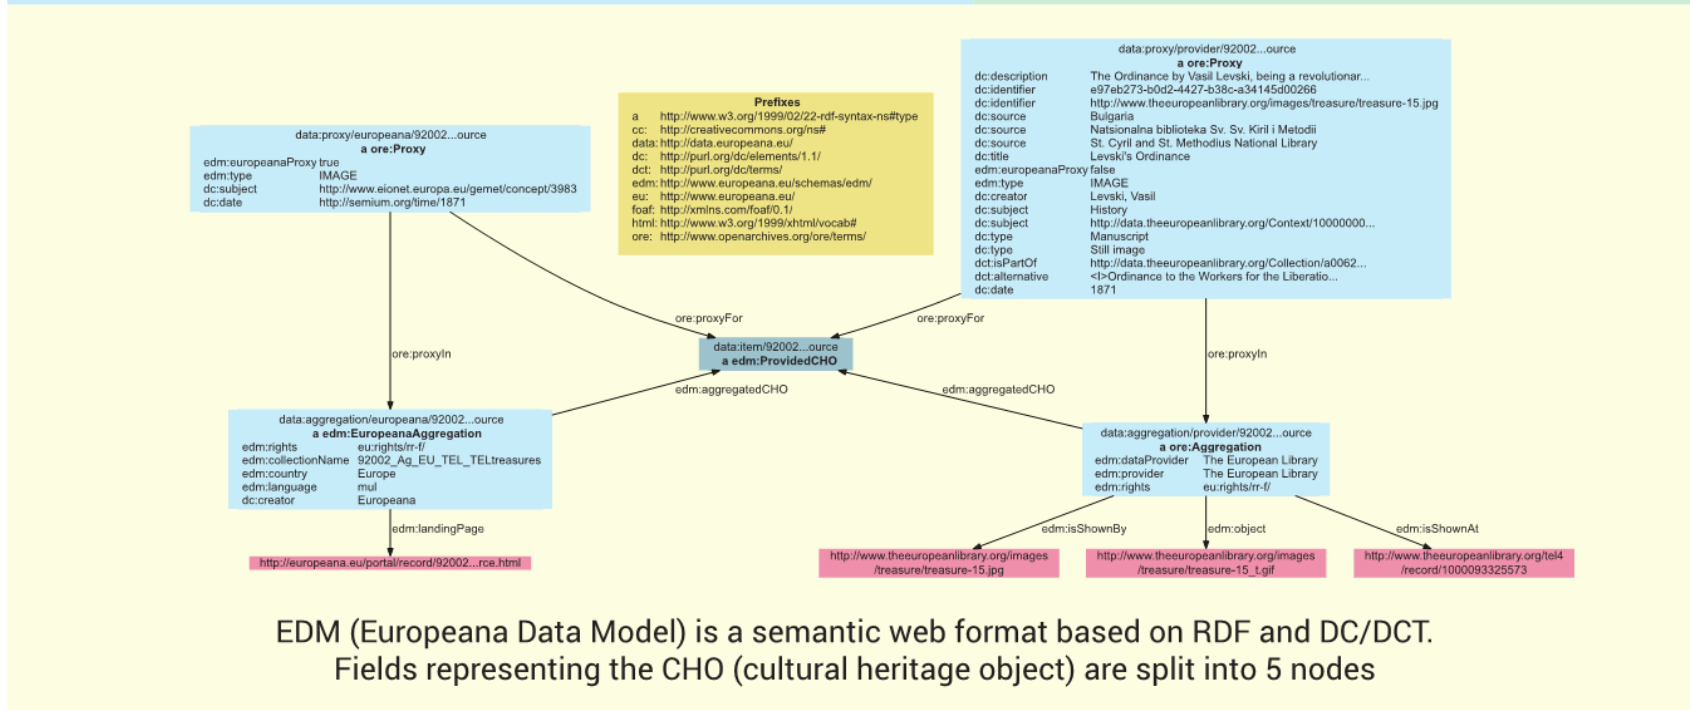 data:proxy/europeana/92002...ource
a ore:Proxy
edm:europeanaProxy true
edm:type IMAGE
dc:subject http://www.eionet.europa.eu/gemet/concept/3983
dc:date http://semium.org/time/1871
Prefixes
a http://www.w3.org/1999/02/22-rdf-syntax-ns#type
cc: http://creativecommons.org/ns#
data: http://data.europeana.eu/
dc: http://purl.org/dc/elements/1.1/
dct: http://purl.org/dc/terms/
edm: http://www.europeana.eu/schemas/edm/
eu: http://www.europeana.eu/
foaf: http://xmlns.com/foaf/0.1/
html: http://www.w3.org/1999/xhtml/vocab#
ore: http://www.openarchives.org/ore/terms/
data:proxy/provider/92002...ource
a ore:Proxy
dc:description The Ordinance by Vasil Levski, being a revolutionar...
dc:identifier e97eb273-b0d2-4427-b38c-a34145d00266
dc:identifier http://www.theeuropeanlibrary.org/images/treasure/treasure-15.jpg
dc:source Bulgaria
dc:source Natsionalna biblioteka Sv. Sv. Kiril i Metodii
dc:source St. Cyril and St. Methodius National Library
dc:title Levski's Ordinance
edm:europeanaProxy false
edm:type IMAGE
dc:creator Levski, Vasil
dc:subject History
dc:subject http://data.theeuropeanlibrary.org/Context/10000000...
dc:type Manuscript
dc:type Still image
dct:isPartOf http://data.theeuropeanlibrary.org/Collection/a0062...
dct:alternative <I>Ordinance to the Workers for the Liberatio...
dc:date 1871
ore:proxyFor
ore:proxyFor
data:item/92002...ource
a edm:ProvidedCHO
ore:proxyIn
ore:proxyIn
edm:aggregatedCHO
edm:aggregatedCHO
data:aggregation/europeana/92002...ource
a edm:EuropeanaAggregation
edm:rights eu:rights/rr-f/
edm:collectionName 92002_Ag_EU_TEL_TELtreasures
edm:country Europe
edm:language mul
dc:creator Europeana
data:aggregation/provider/92002...ource
a ore:Aggregation
edm:dataProvider The European Library
edm:provider The European Library
edm:rights eu:rights/rr-f/
edm:landingPage
edm:isShownBy
edm:object
edm:isShownAt
http://europeana.eu/portal/record/92002...rce.html
http://www.theeuropeanlibrary.org/images
/treasure/treasure-15.jpg
http://www.theeuropeanlibrary.org/images
/treasure/treasure-15_t.gif
http://www.theeuropeanlibrary.org/tel4
/record/1000093325573
EDM (Europeana Data Model) is a semantic web format based on RDF and DC/DCT.
Fields representing the CHO (cultural heritage object) are split into 5 nodes